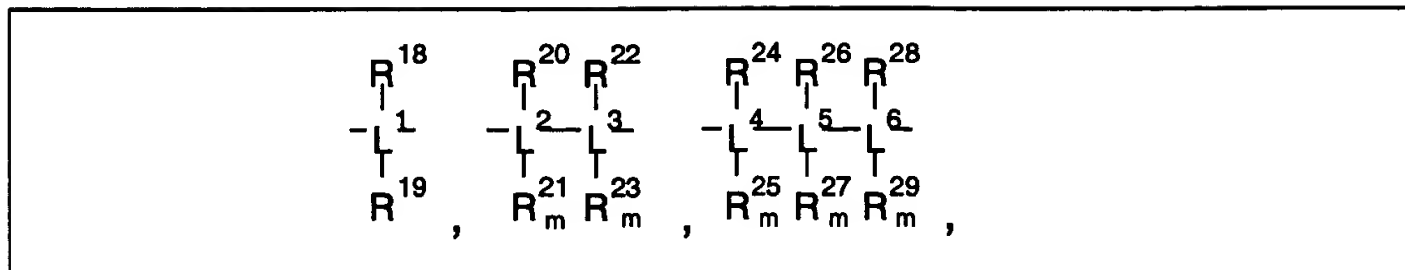 R18 R20 R22 R24 R26 R28
-L1- -L2-L3- -L4-L5-L6-
R19, R21m R23m, R25m R27m R29m,